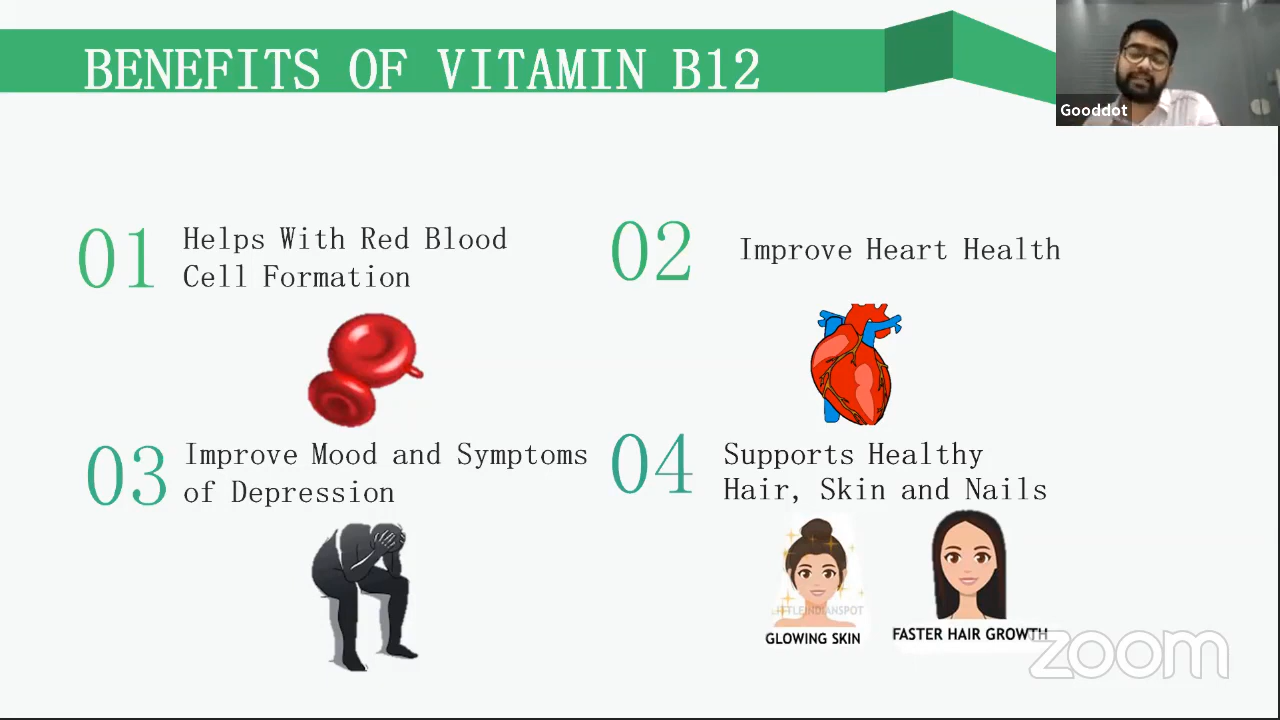 BENEFITS OF VITAMIN B12
Gooddot
01
Helps With Red Blood
Cell Formation
02
Improve Heart Health
03
Improve Mood and Symptoms
of Depression
04
Supports Healthy
Hair, Skin and Nails
GLOWING SKIN
FASTER HAIR GROWTH
zoom